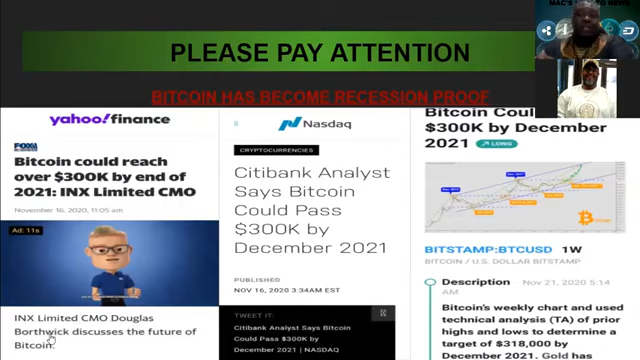 PLEASE PAY ATTENTION
BITCOIN HAS BECOME RECESSION PROOF
yahoo!finance
FOX
Bitcoin could reach
over $300K by end of
2021: INX Limited CMO
November 16, 2020, 11:05 am
Ad: 11s
INX Limited CMO Douglas
Borthwick discusses the future of
Bitcoin.
Nasdaq
CRYPTOCURRENCIES
Citibank Analyst
Says Bitcoin
Could Pass
$300K by
December 2021
PUBLISHED
NOV 16, 2020 3:34AM EST
TWEET IT:
Citibank Analyst Says Bitcoin
Could Pass $300K by
December 2021 | NASDAQ
Bitcoin Could
$300K by December
2021
LONG
bitcoin
BITSTAMP:BTCUSD 1W
BITCOIN / U.S. DOLLAR BITSTAMP
Description Nov 21, 2020 5:14
AM
Bitcoin's weekly chart and used
technical analysis (TA) of prior
highs and lows to determine a
target of $318,000 by
December 2021. Gold has